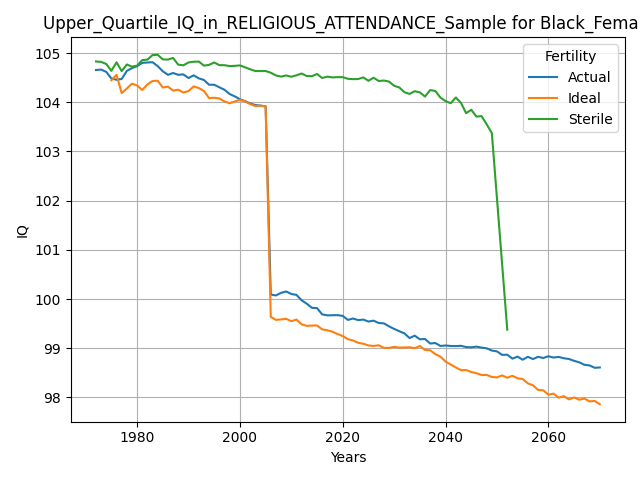 Upper_Quartile_IQ_in_RELIGIOUS_ATTENDANCE_Sample for Black_Fema
105
104
103
102
101
100
99
98
IQ
1980
2000
2020
2040
2060
Years
Fertility
Actual
Ideal
Sterile